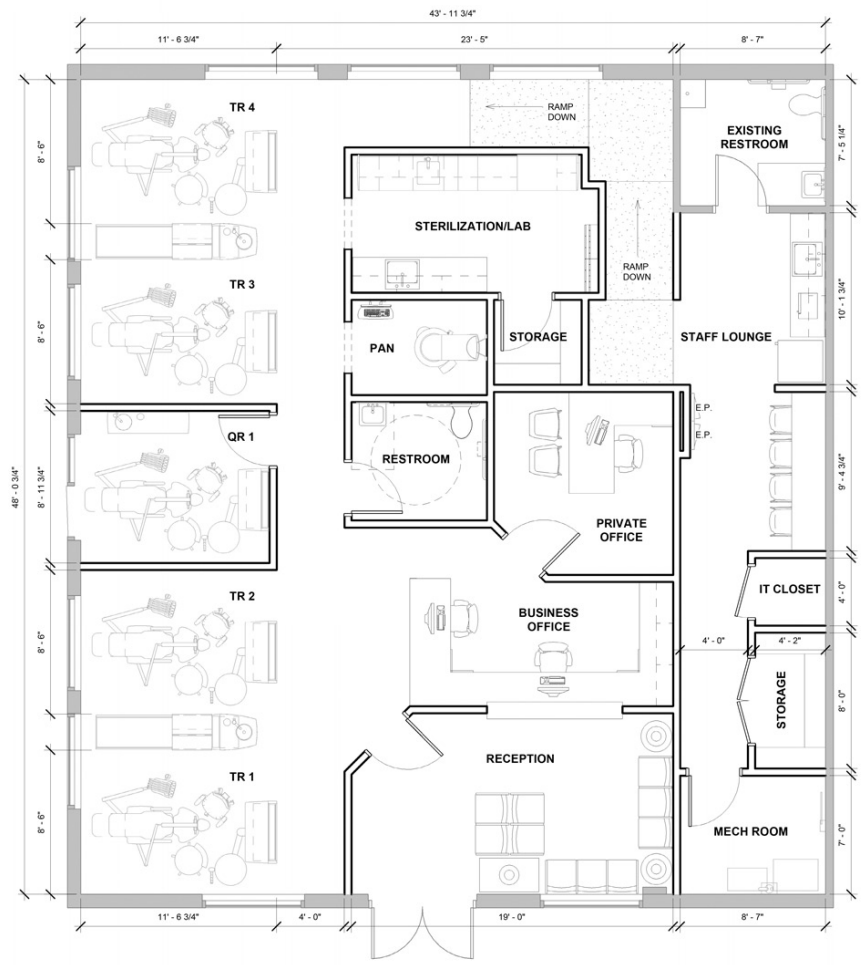 43' - 11 3/4"
11' - 6 3/4"
23' - 5"
8' - 7"
TR 4
RAMP
DOWN
EXISTING
RESTROOM
8' - 6"
7' - 5 1/4"
STERILIZATION/LAB
RAMP
DOWN
TR 3
8' - 6"
10' - 1 3/4"
PAN
STORAGE
STAFF LOUNGE
E.P.
E.P.
QR 1
RESTROOM
48' - 0 3/4"
8' - 11 3/4"
9' - 4 3/4"
PRIVATE
OFFICE
TR 2
BUSINESS
OFFICE
IT CLOSET
4' - 0"
8' - 6"
4' - 0"
4' - 2"
STORAGE
8' - 0"
RECEPTION
TR 1
8' - 6"
MECH ROOM
7' - 0"
11' - 6 3/4"
4' - 0"
19' - 0"
8' - 7"